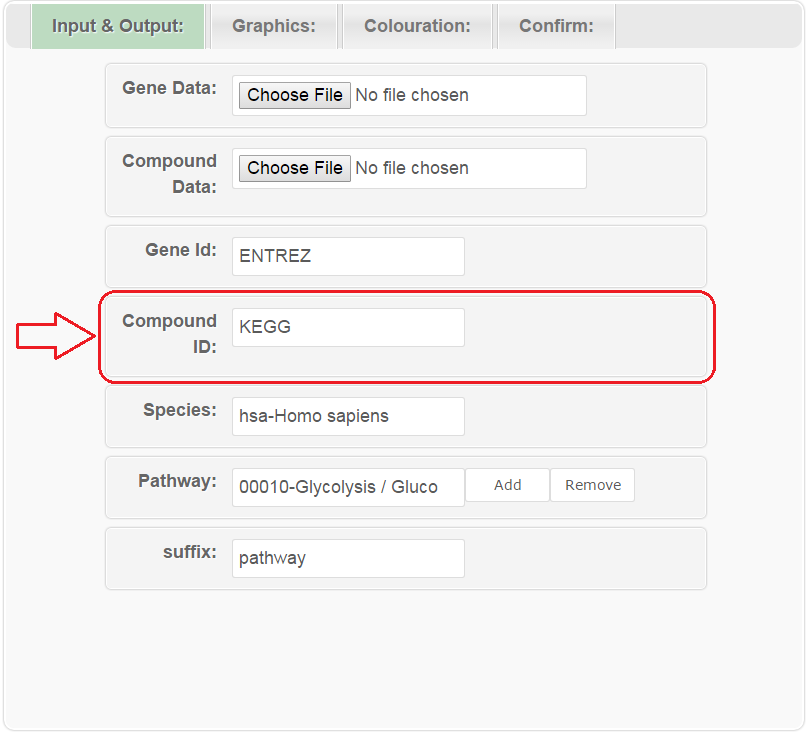 Input & Output: Graphics: Colouration: Confirm:
Gene Data: Choose File No file chosen
Compound Choose File No file chosen
Data:
Gene Id: ENTREZ
Compound KEGG
ID:
Species: hsa-Homo sapiens
Pathway: 00010-Glycolysis / Gluco Add Remove
suffix: pathway